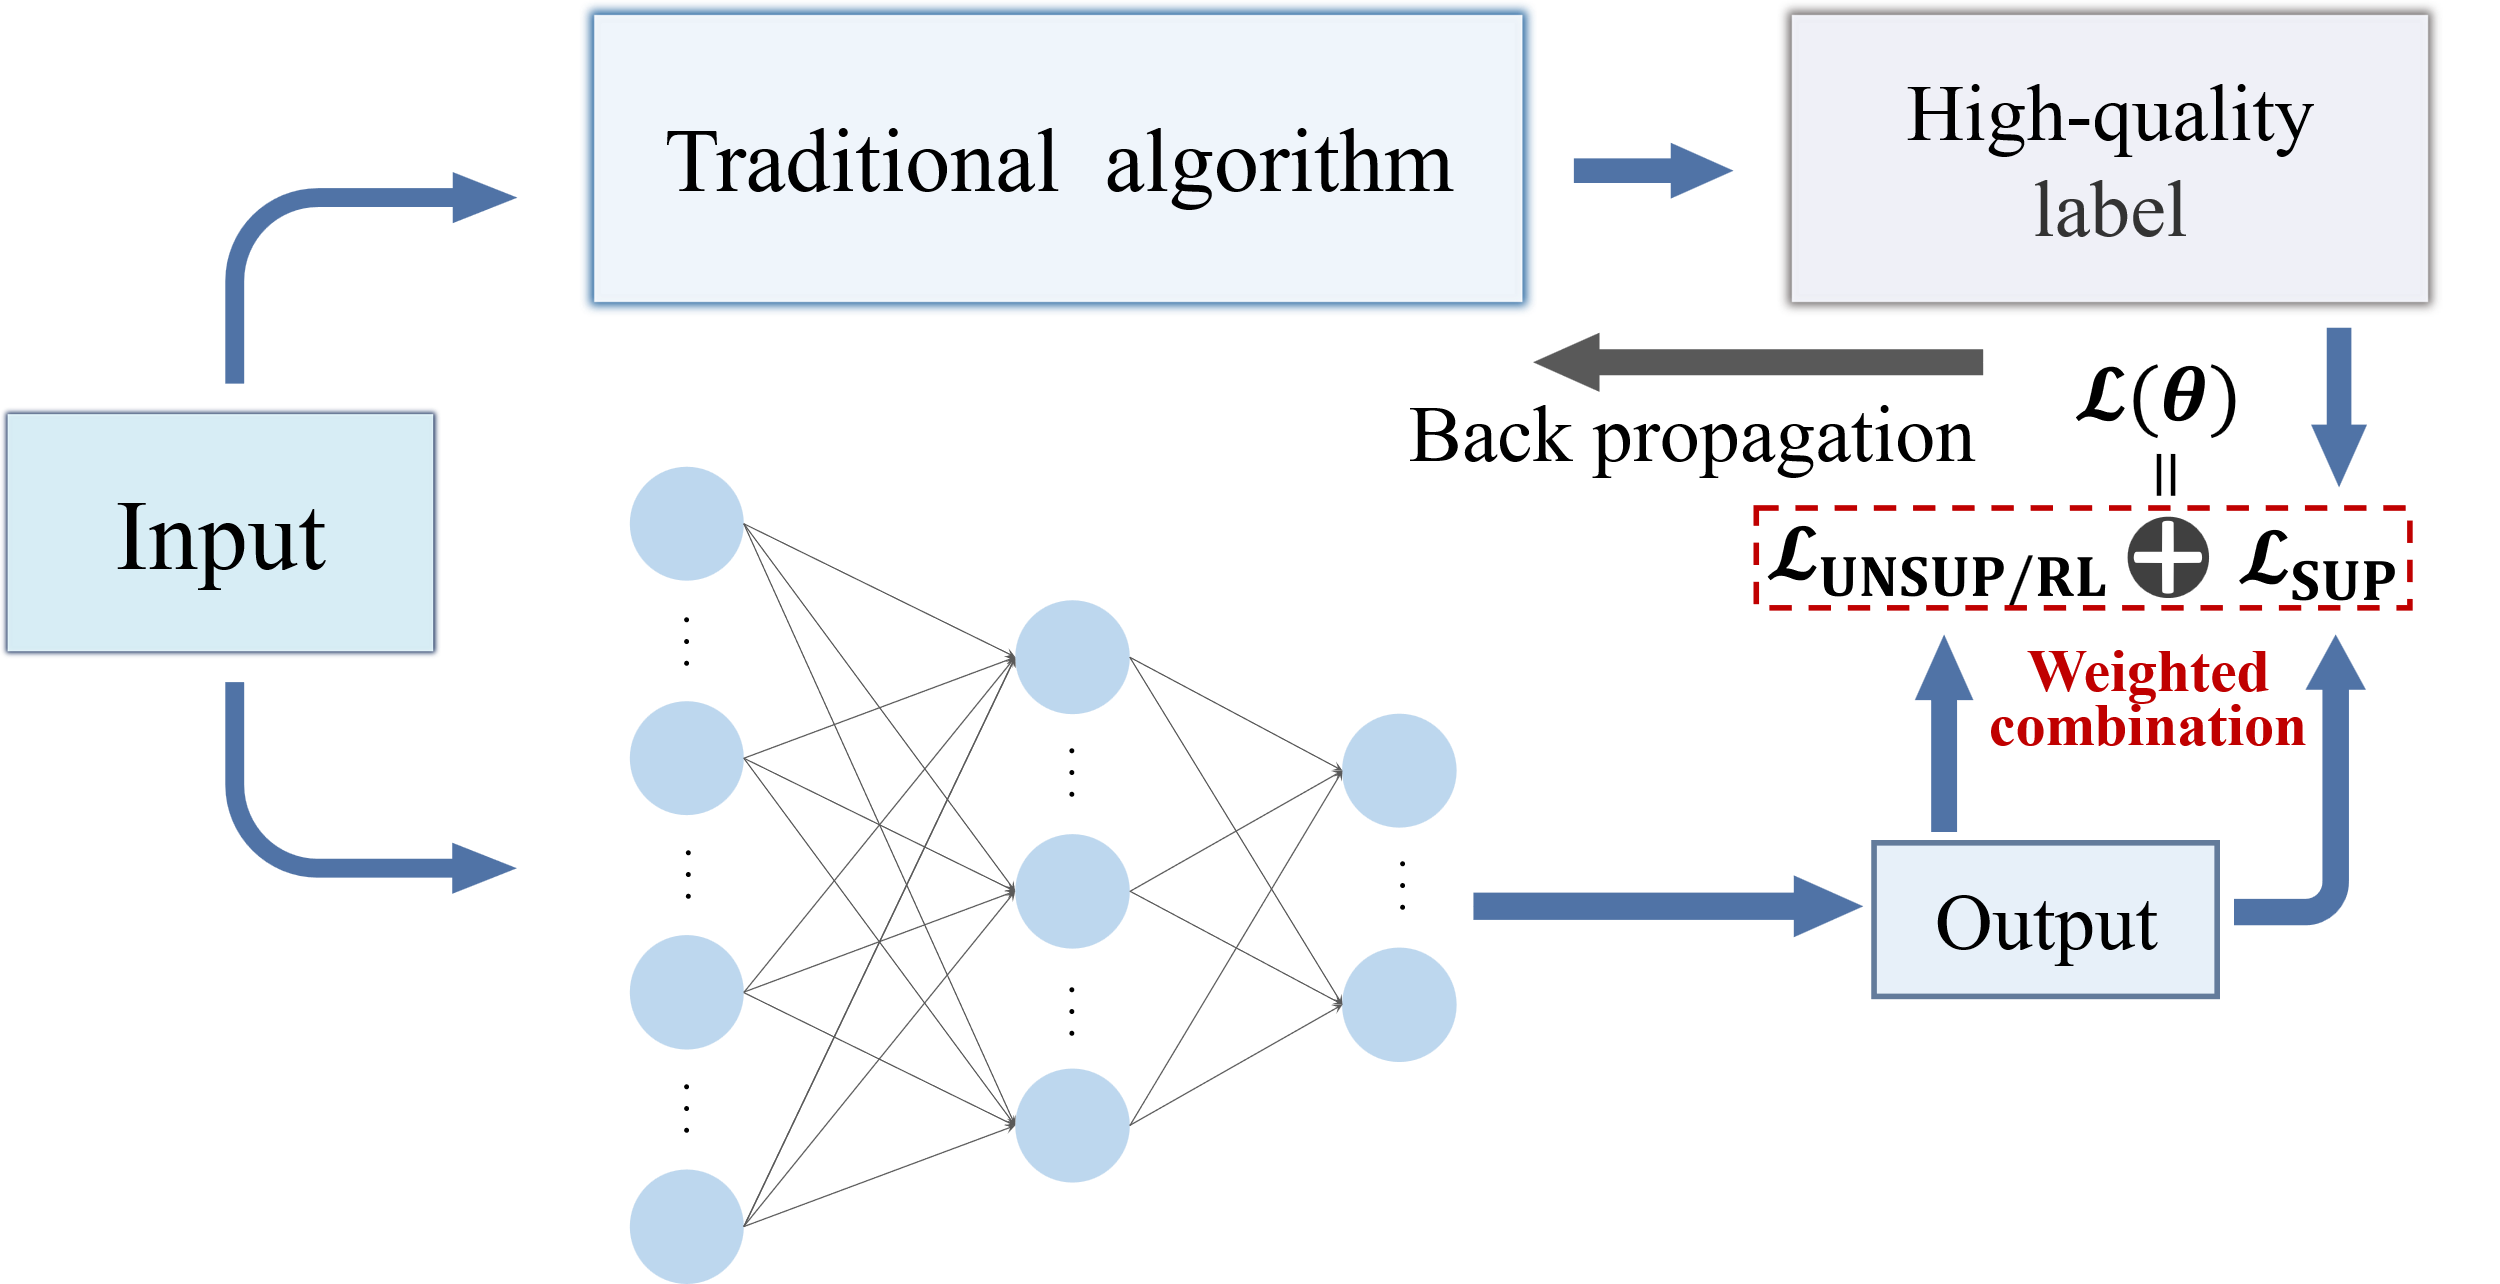 Traditional algorithm
High-quality
label
Input
Back propagation
ℒ(θ)
=
ℒUNSUP/RL ⊕ ℒSUP
Weighted
combination
Output